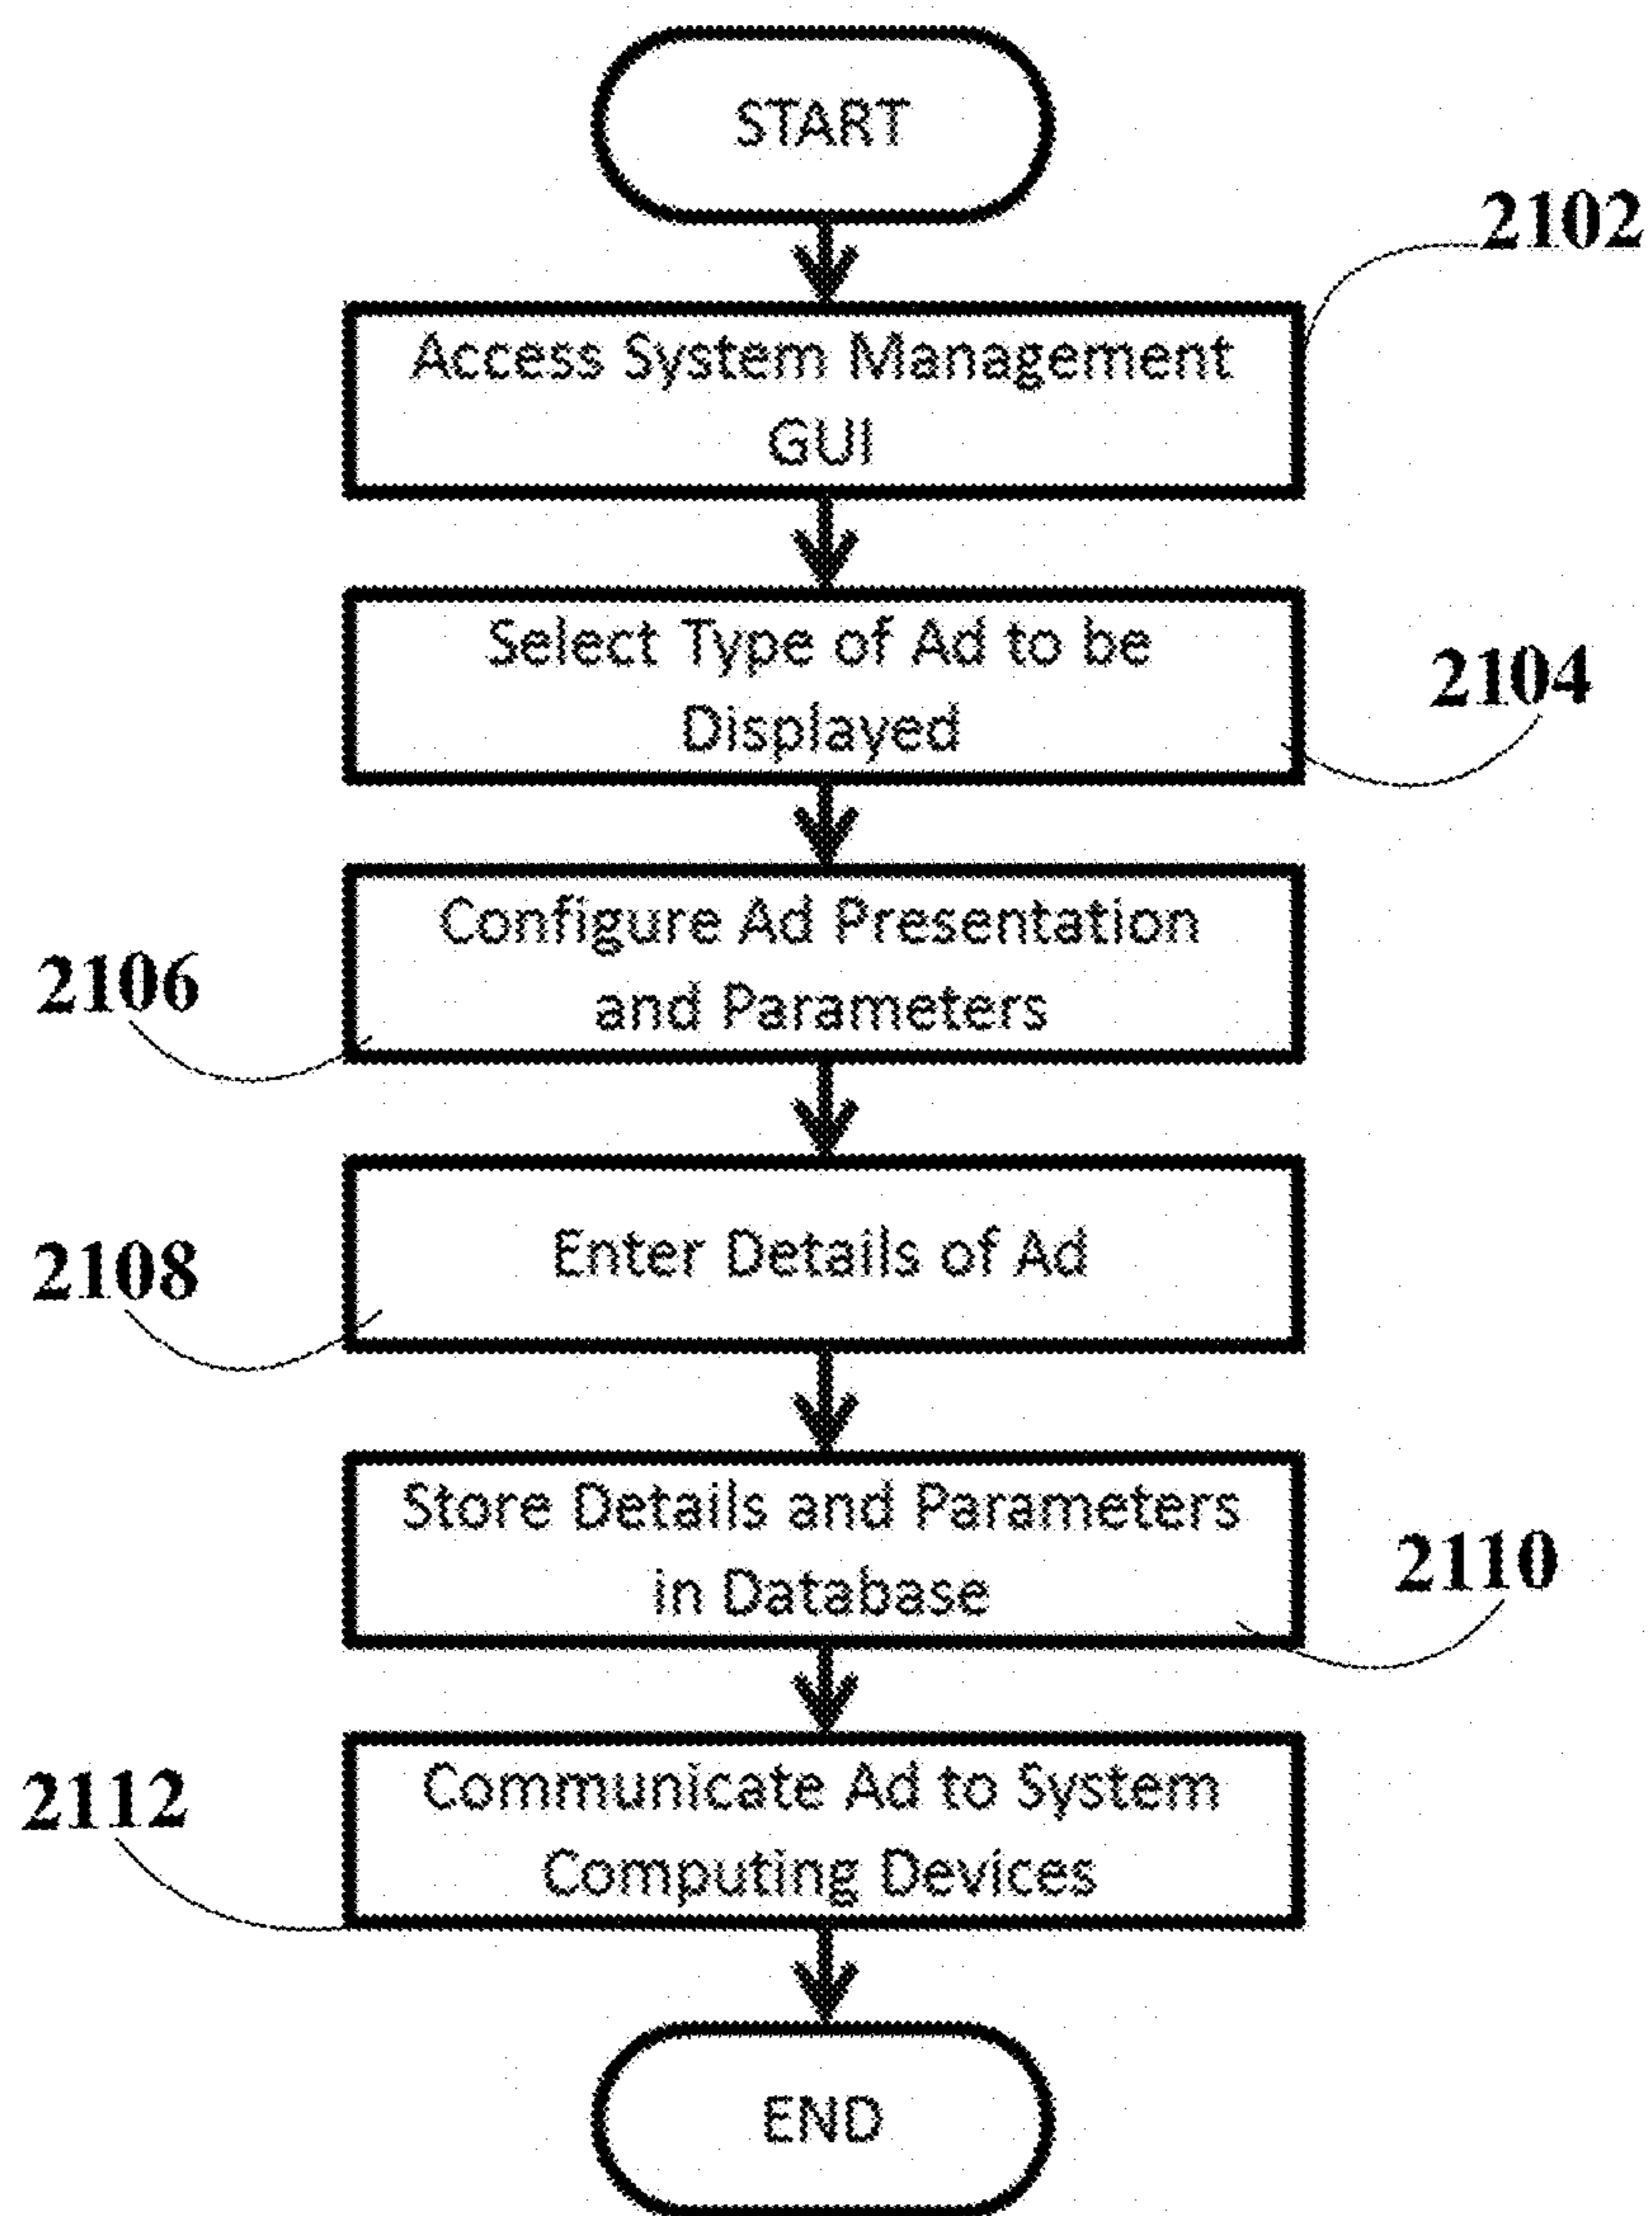 START
2102
Access System Management
GUI
Select Type of Ad to be
Displayed
2104
Configure Ad Presentation
and Parameters
2106
Enter Details of Ad
2108
Store Details and Parameters
in Database
2110
Communicate Ad to System
Computing Devices
2112
END